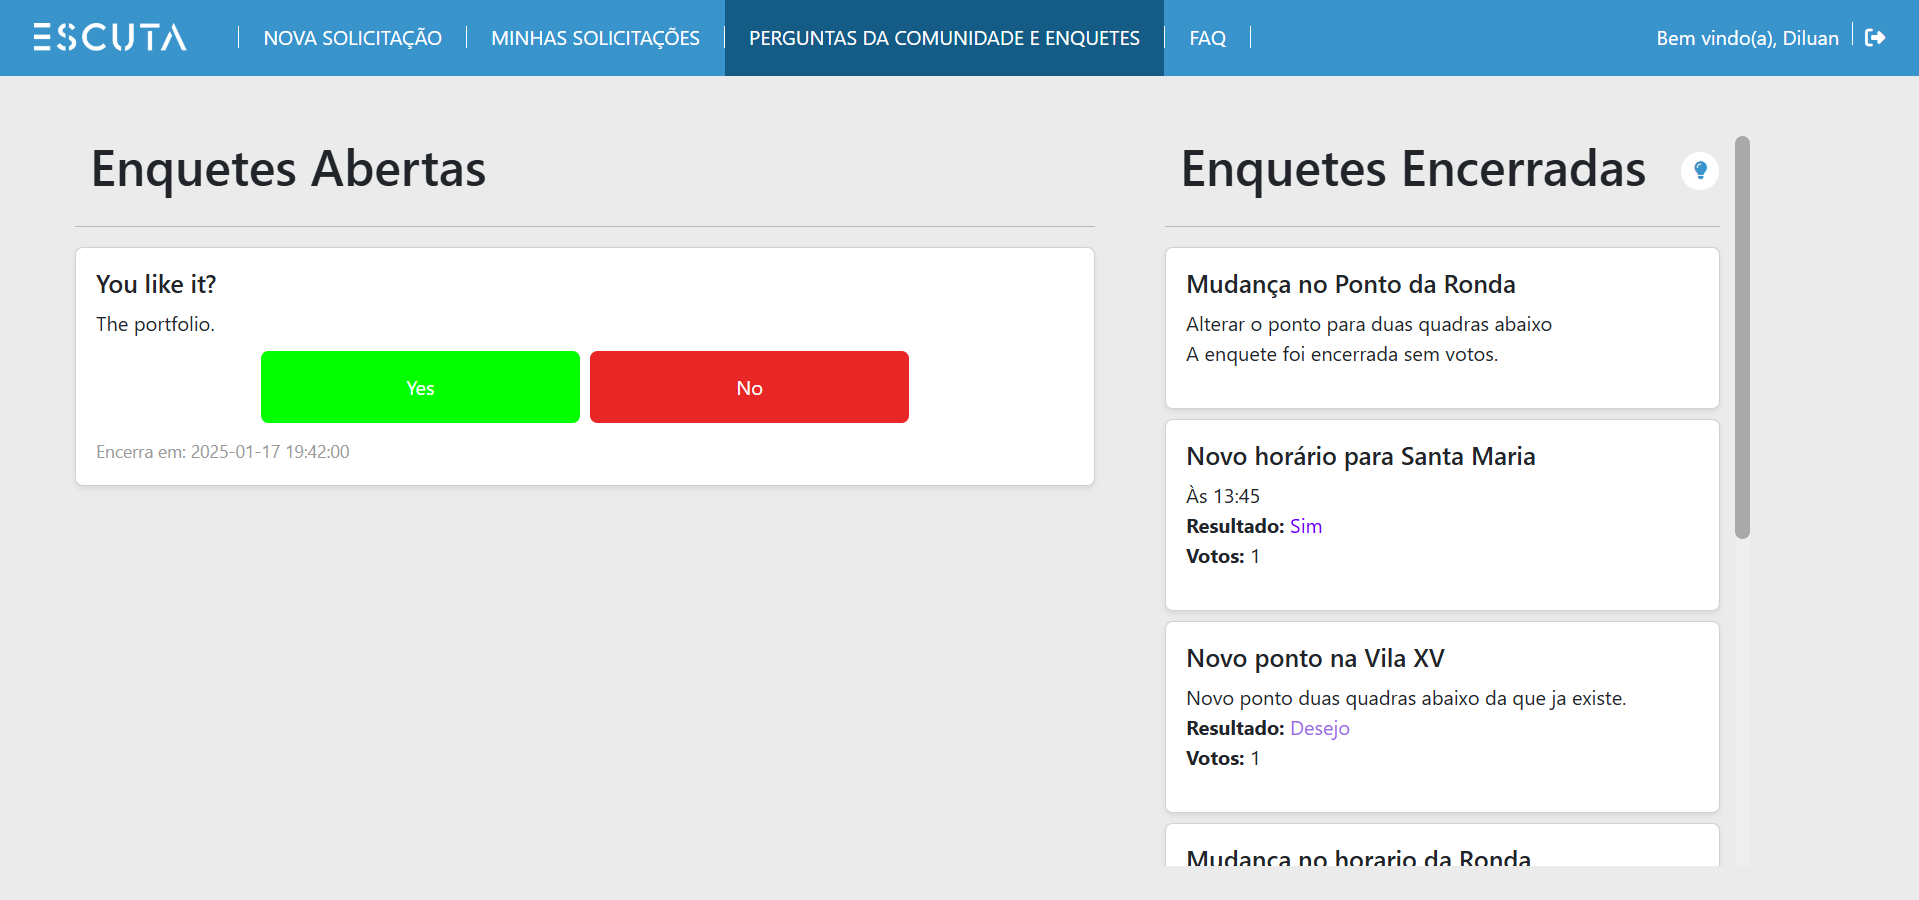 ESCUTA
NOVA SOLICITAÇÃO
MINHAS SOLICITAÇÕES
PERGUNTAS DA COMUNIDADE E ENQUETES
FAQ
Bem vindo(a), Diluan
Enquetes Abertas
You like it?
The portfolio.
Yes
No
Encerra em: 2025-01-17 19:42:00
Enquetes Encerradas
Mudança no Ponto da Ronda
Alterar o ponto para duas quadras abaixo
A enquete foi encerrada sem votos.
Novo horário para Santa Maria
Às 13:45
Resultado: Sim
Votos: 1
Novo ponto na Vila XV
Novo ponto duas quadras abaixo da que ja existe.
Resultado: Desejo
Votos: 1
Mudança no horario da Ronda